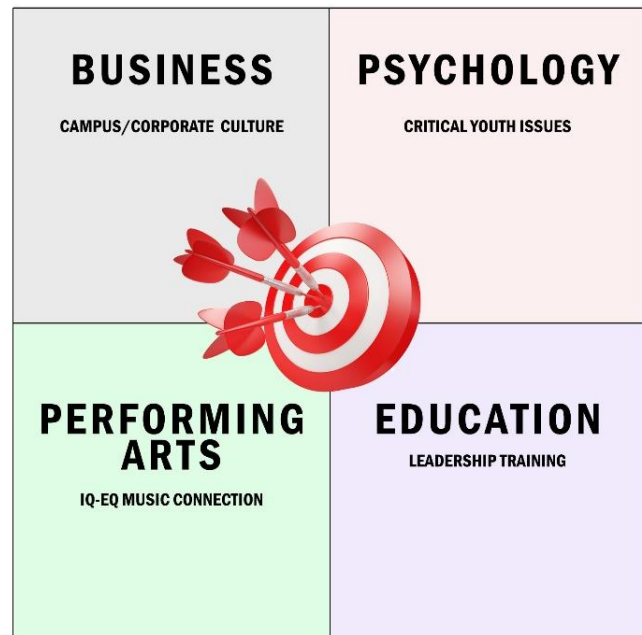 BUSINESS
CAMPUS/CORPORATE CULTURE
PSYCHOLOGY
CRITICAL YOUTH ISSUES
PERFORMING
ARTS
IQ-EQ MUSIC CONNECTION
EDUCATION
LEADERSHIP TRAINING